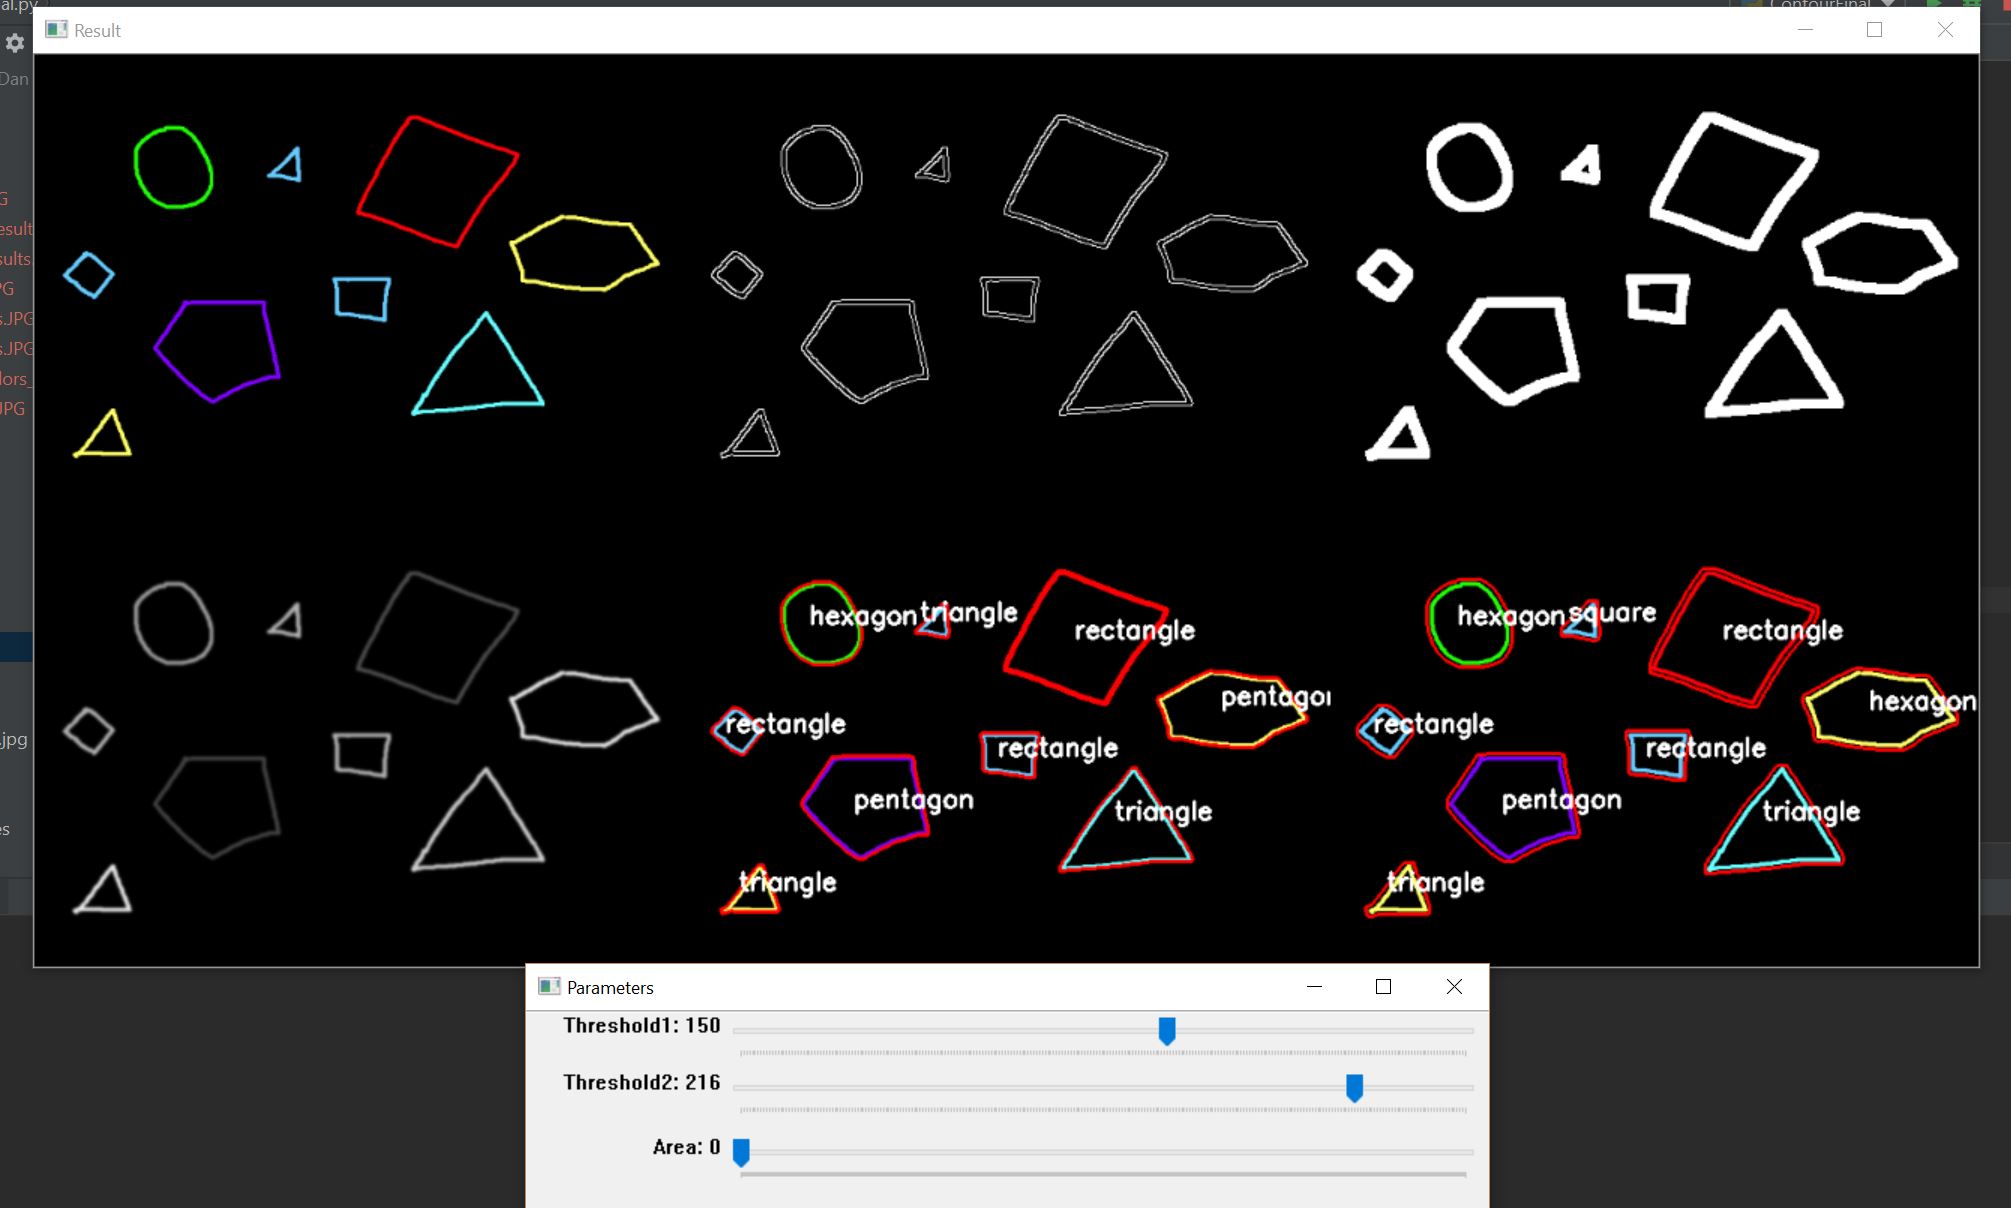 al.py
ContourFinal
Result
Dan
G
esult
sults.
PG
s.JPG
s.JPG
lors_
JPG
.jpg
es
hexagon triangle
rectangle
pentagon
rectangle
rectangle
pentagon
triangle
triangle
hexagon square
rectangle
hexagon
rectangle
rectangle
pentagon
triangle
triangle
Parameters
Threshold1: 150
Threshold2: 216
Area: 0